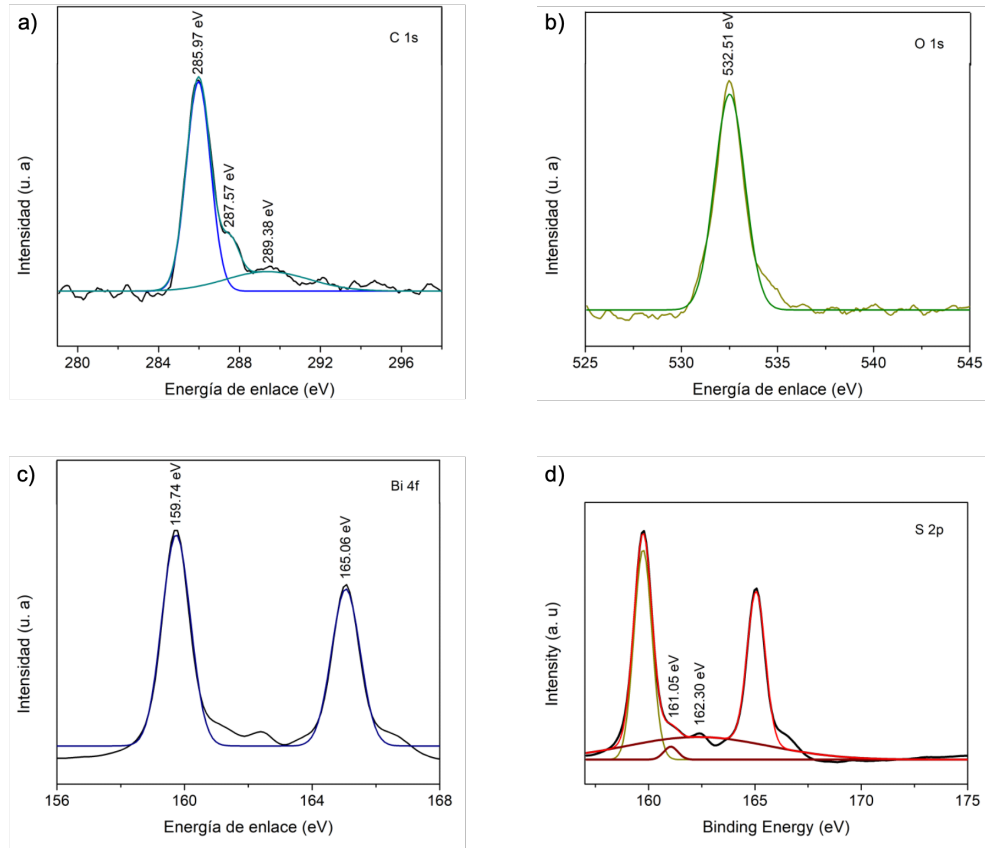 a)
C 1s
285.97 eV
287.57 eV
289.38 eV
Intensidad (u. a)
280 284 288 292 296
Energía de enlace (eV)
b)
O 1s
532.51 eV
Intensidad (u. a)
525 530 535 540 545
Energía de enlace (eV)
c)
Bi 4f
159.74 eV
165.06 eV
Intensidad (u. a)
156 160 164 168
Energía de enlace (eV)
d)
S 2p
161.05 eV
162.30 eV
Intensity (a. u)
160 165 170 175
Binding Energy (eV)